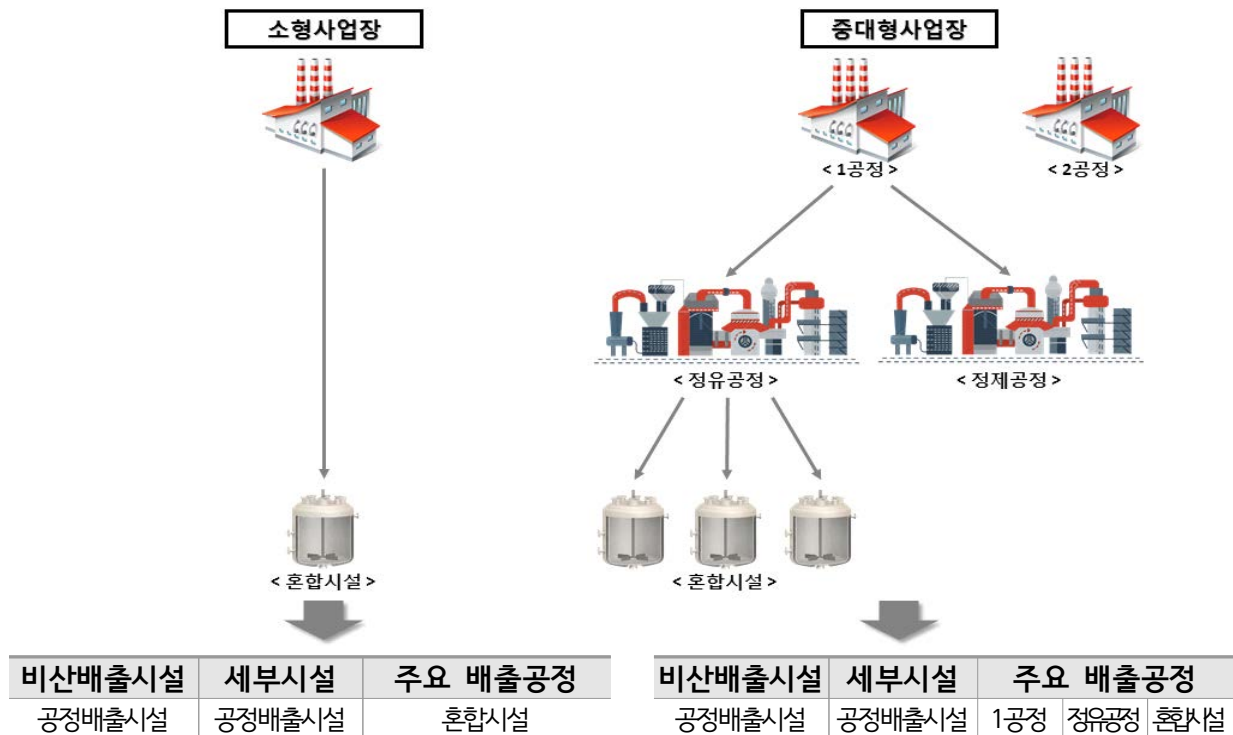 소형사업장
중대형사업장
< 1공정 >
< 2공정 >
< 정유공정 >
< 정제공정 >
< 혼합시설 >
< 혼합시설 >
비산배출시설 세부시설 주요 배출공정
공정배출시설 공정배출시설 혼합시설
비산배출시설 세부시설 주요 배출공정
공정배출시설 공정배출시설 1공정 정유공정 혼합시설